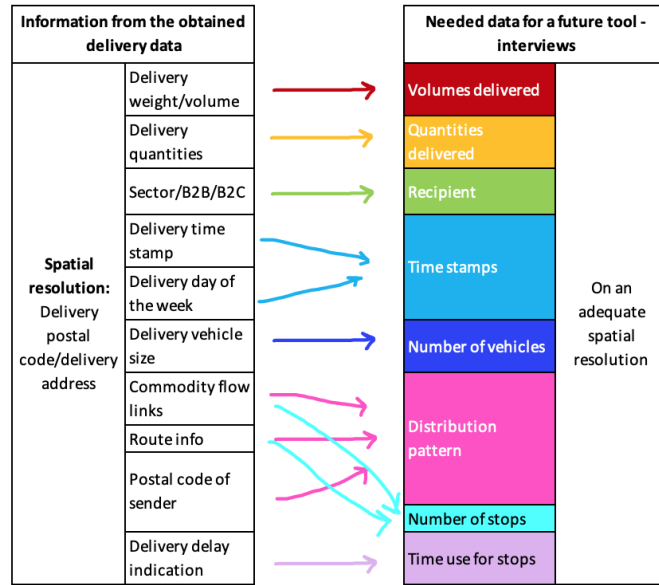 Information from the obtained
delivery data
Needed data for a future tool -
interviews
Spatial
resolution:
Delivery
postal
code/delivery
address
Delivery
weight/volume
Delivery
quantities
Sector/B2B/B2C
Delivery time
stamp
Delivery day of
the week
Delivery vehicle
size
Commodity flow
links
Route info
Postal code of
sender
Delivery delay
indication
Volumes delivered
Quantities
delivered
Recipient
Time stamps
Number of vehicles
Distribution
pattern
Number of stops
Time use for stops
On an
adequate
spatial
resolution